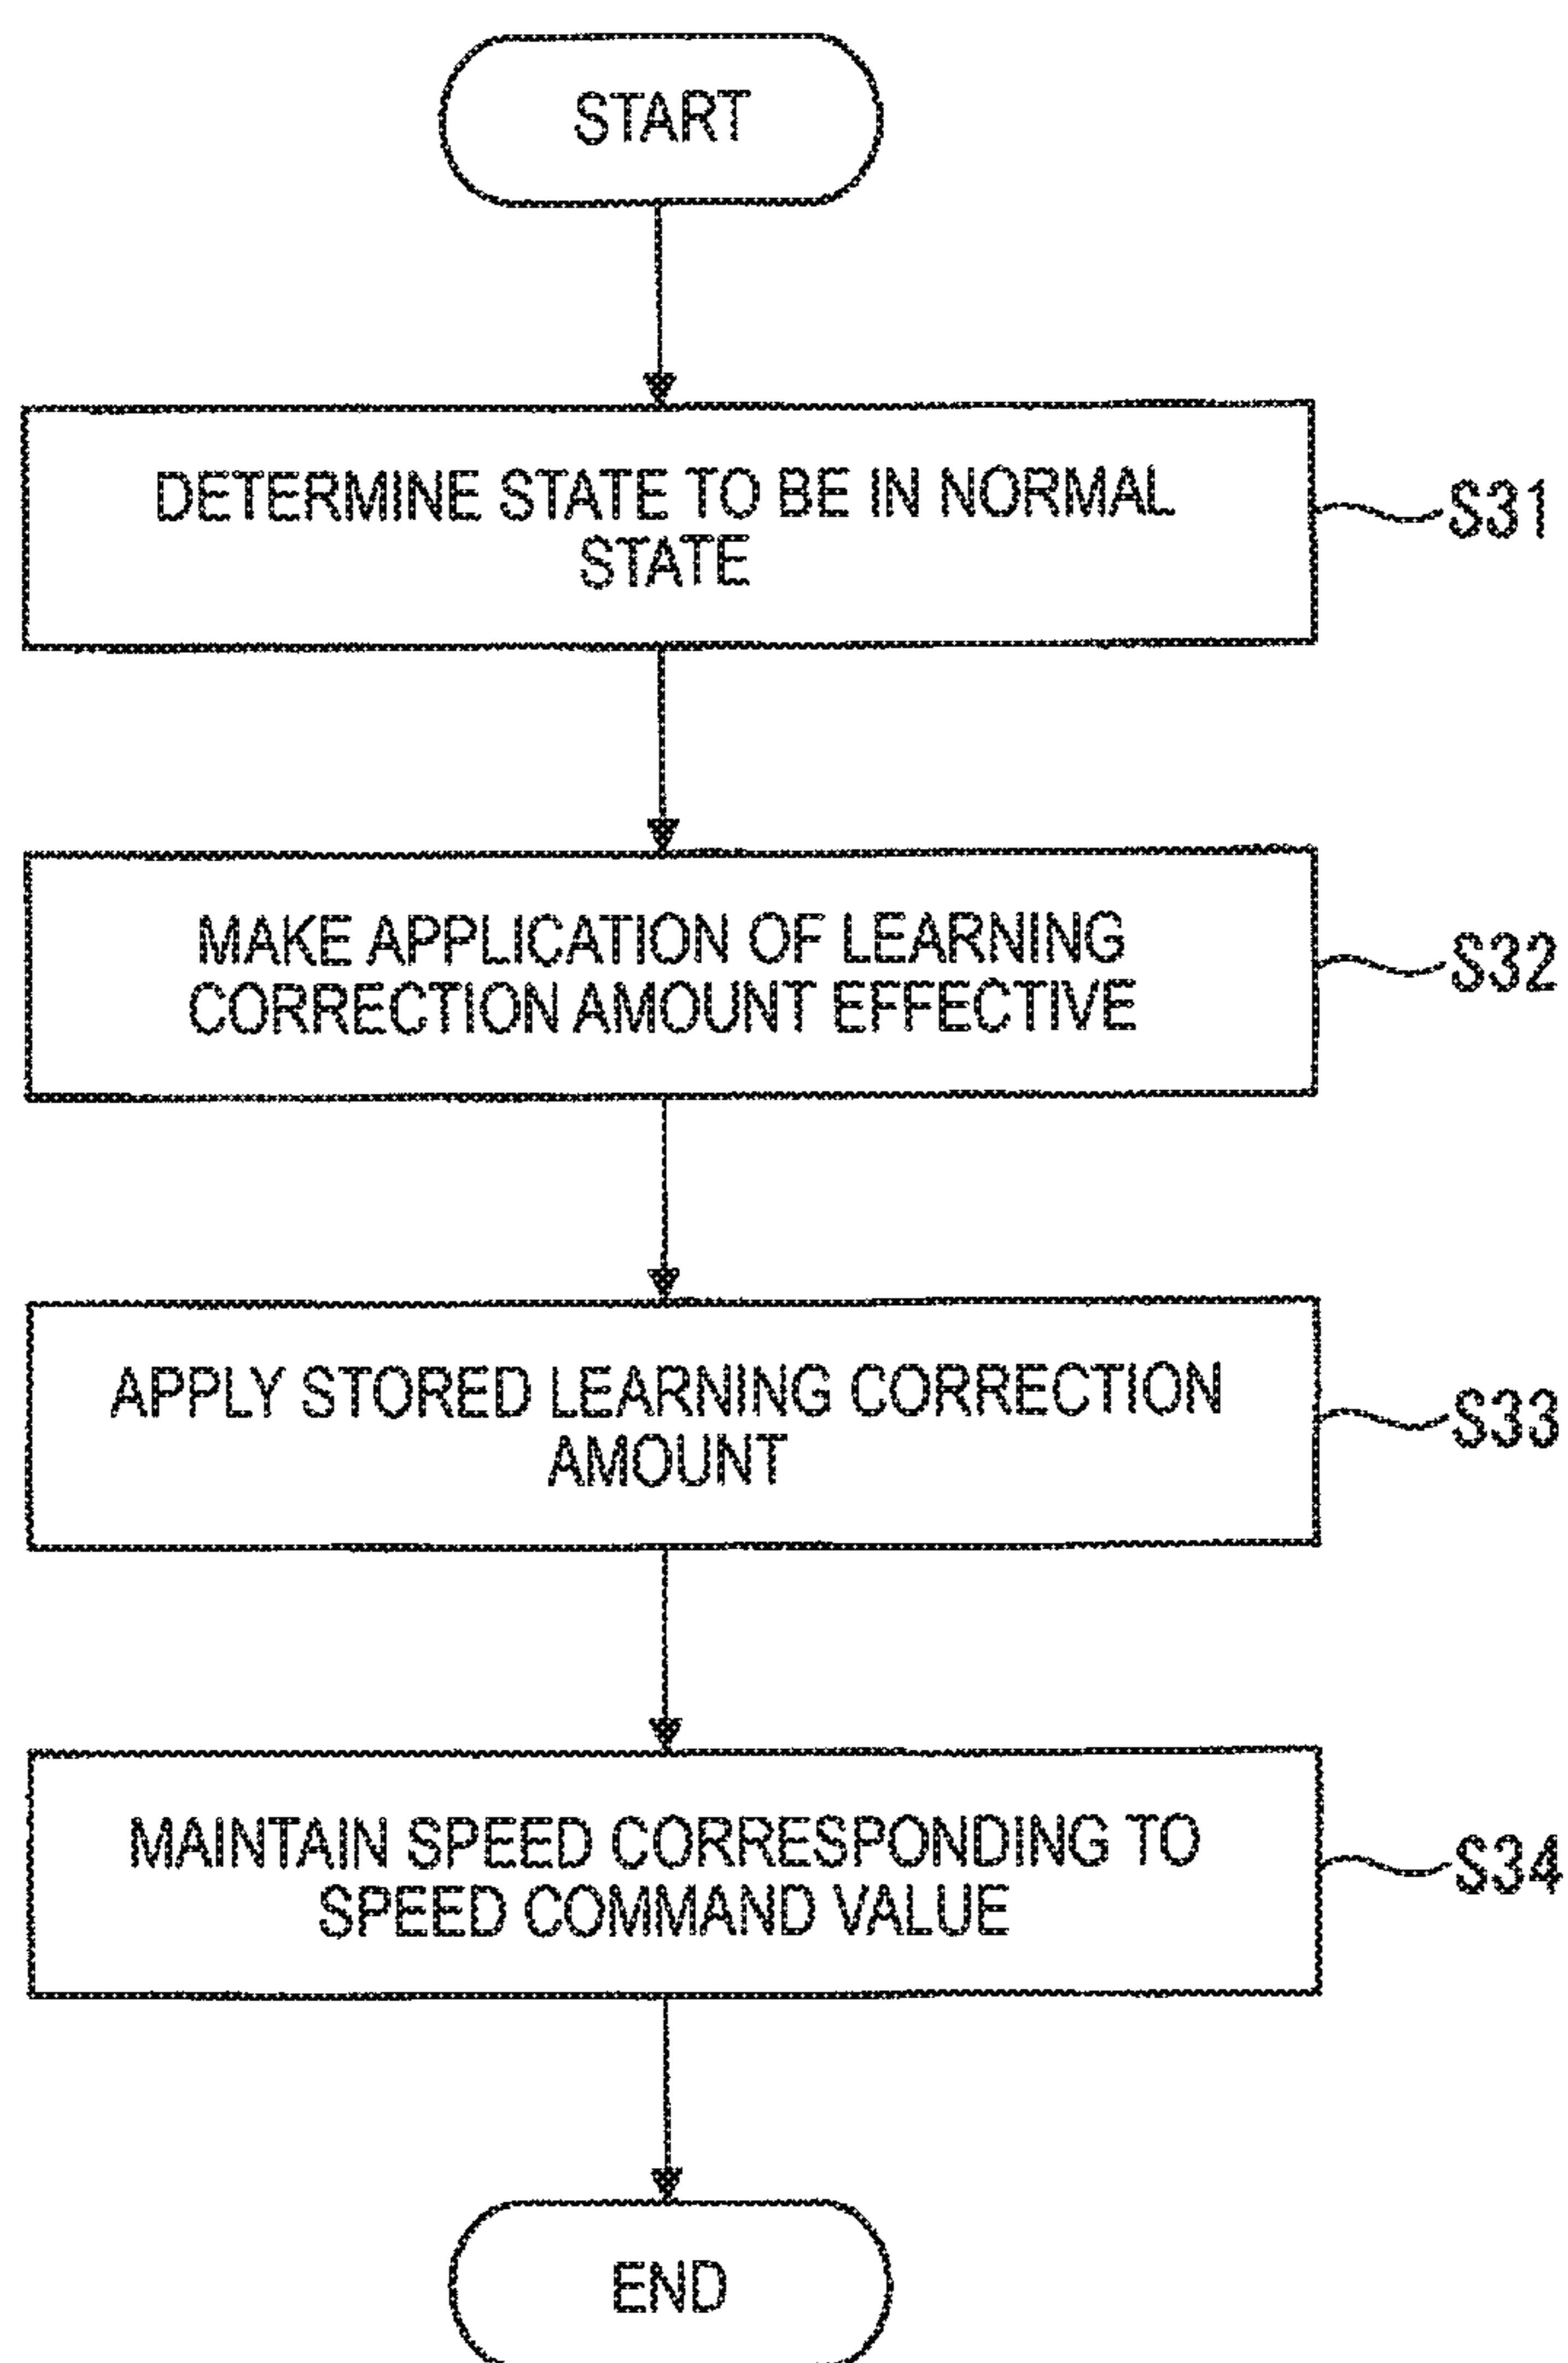 START
DETERMINE STATE TO BE IN NORMAL
STATE
S31
MAKE APPLICATION OF LEARNING
CORRECTION AMOUNT EFFECTIVE
S32
APPLY STORED LEARNING CORRECTION
AMOUNT
S33
MAINTAIN SPEED CORRESPONDING TO
SPEED COMMAND VALUE
S34
END